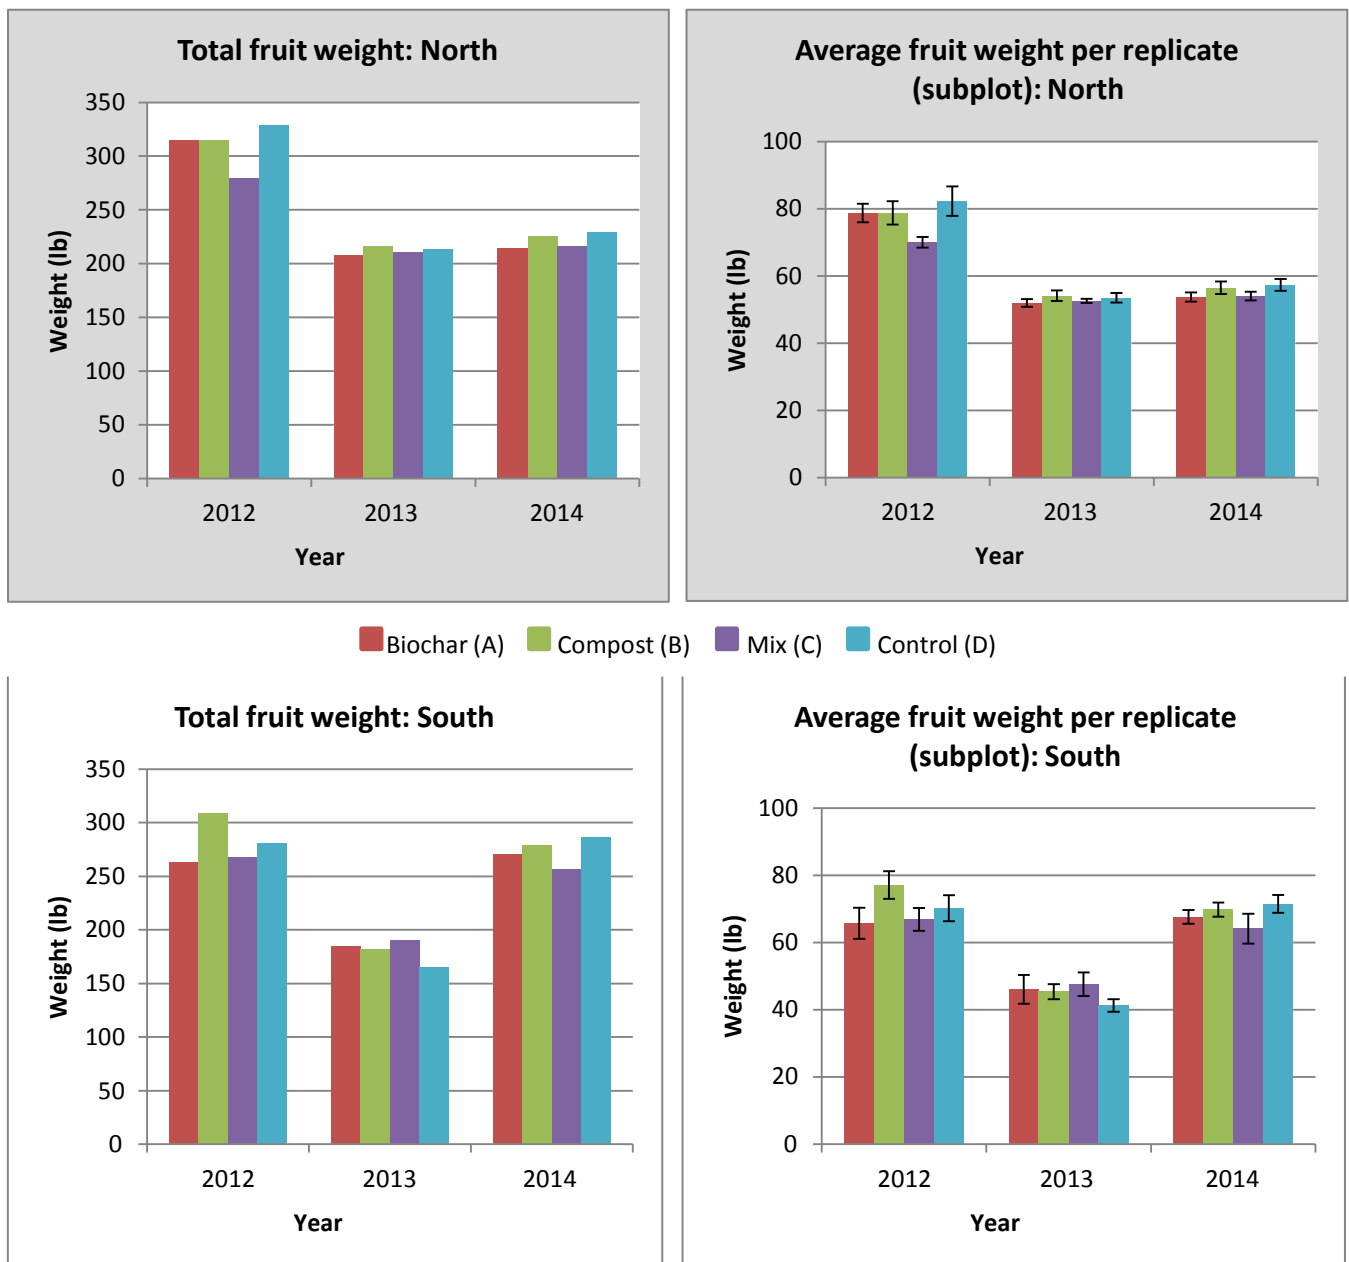 Total fruit weight: North
350
300
250
200
150
100
50
0
Weight (lb)
2012 2013 2014
Year
Average fruit weight per replicate
(subplot): North
100
80
60
40
20
0
Weight (lb)
2012 2013 2014
Year
Biochar (A) Compost (B) Mix (C) Control (D)
Total fruit weight: South
350
300
250
200
150
100
50
0
Weight (lb)
2012 2013 2014
Year
Average fruit weight per replicate
(subplot): South
100
80
60
40
20
0
Weight (lb)
2012 2013 2014
Year